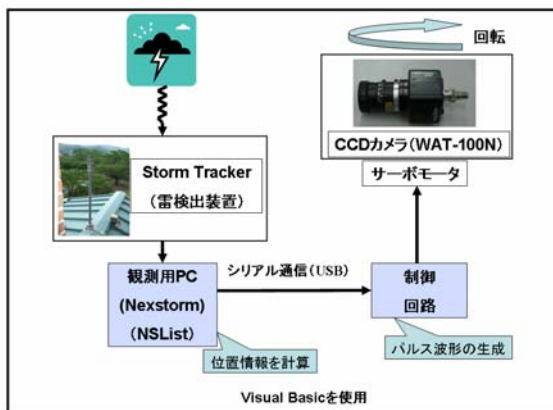 回転
CCDカメラ(WAT-100N)
サーボモータ
Storm Tracker
(雷検出装置)
観測用PC
(Nexstorm)
(NSList)
シリアル通信(USB)
制御
回路
位置情報を計算
パルス波形の生成
Visual Basicを使用